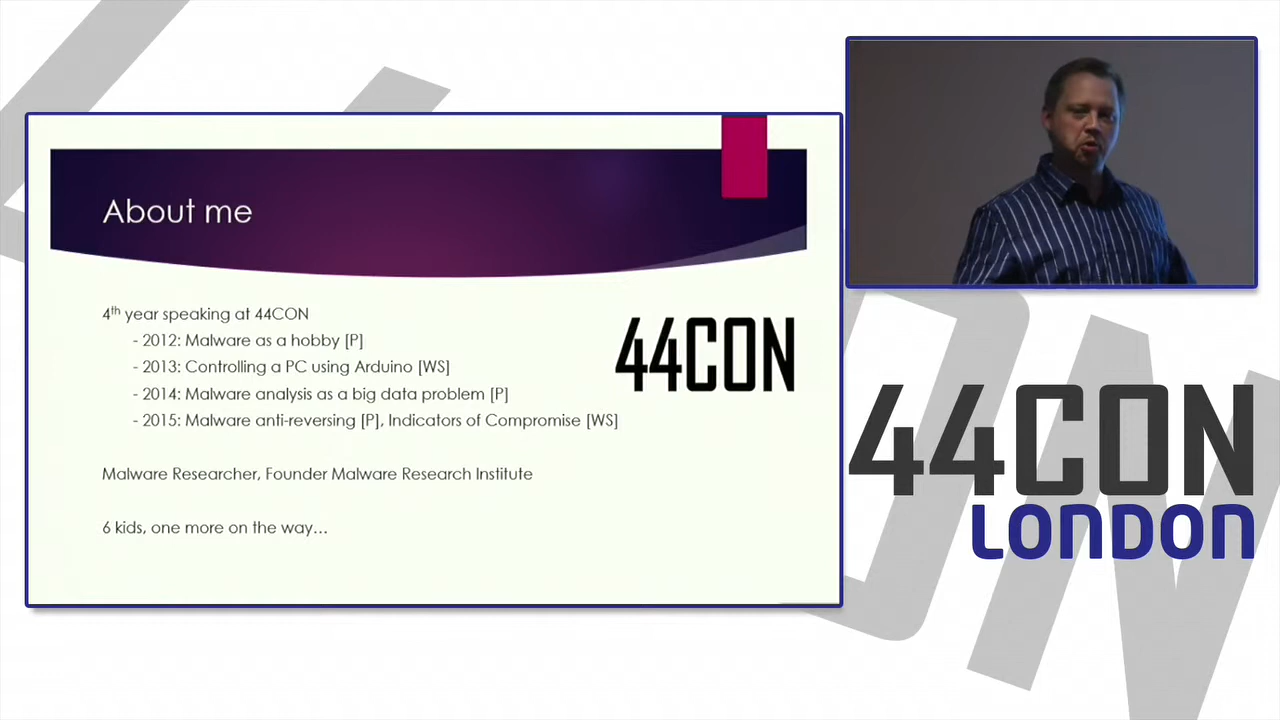 About me
4th year speaking at 44CON
- 2012: Malware as a hobby [P]
- 2013: Controlling a PC using Arduino [WS]
- 2014: Malware analysis as a big data problem [P]
- 2015: Malware anti-reversing [P], Indicators of Compromise [WS]
Malware Researcher, Founder Malware Research Institute
6 kids, one more on the way…
44CON
44CON
LONDON